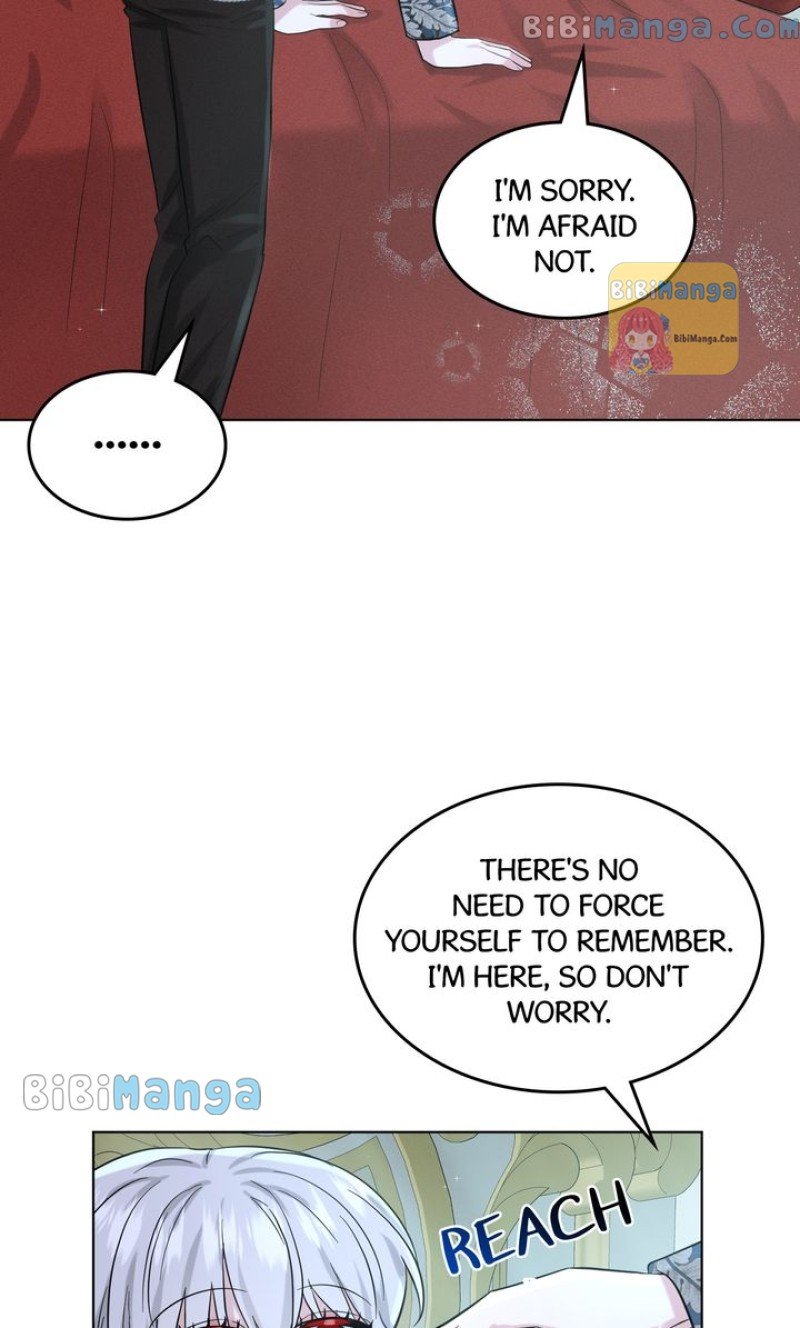 BiBiManga.Com
I'M SORRY.
I'M AFRAID
NOT.
BiBiManga
BibiManga.Com
......
THERE'S NO
NEED TO FORCE
YOURSELF TO REMEMBER.
I'M HERE, SO DON'T
WORRY.
BiBiManga
REACH